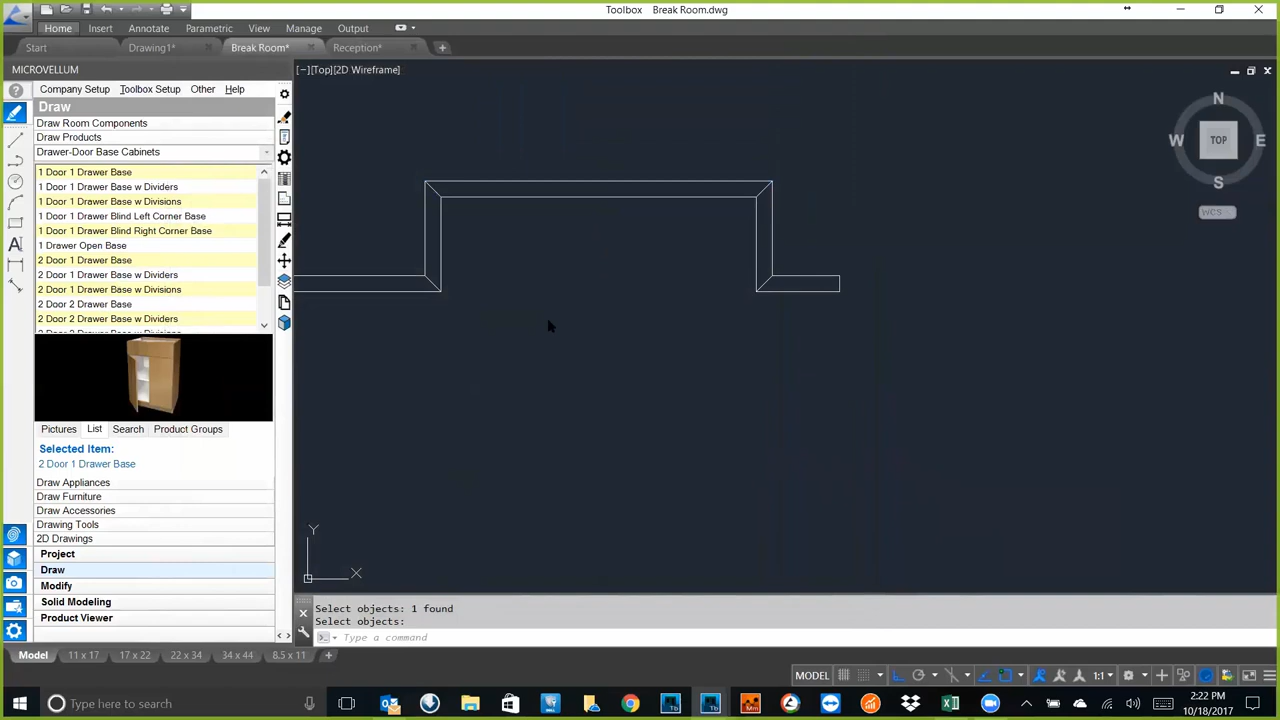 Toolbox Break Room.dwg
Home Insert Annotate Parametric View Manage Output
Start Drawing1* Break Room* Reception*
MICROVELLUM
[−][Top][2D Wireframe]
Company Setup Toolbox Setup Other Help
Draw
Draw Room Components
Draw Products
Drawer-Door Base Cabinets
1 Door 1 Drawer Base
1 Door 1 Drawer Base w Dividers
1 Door 1 Drawer Base w Divisions
1 Door 1 Drawer Blind Left Corner Base
1 Door 1 Drawer Blind Right Corner Base
1 Drawer Open Base
2 Door 1 Drawer Base
2 Door 1 Drawer Base w Dividers
2 Door 1 Drawer Base w Divisions
2 Door 2 Drawer Base
2 Door 2 Drawer Base w Dividers
2 Door 2 Drawer Base w Divisions
Pictures List Search Product Groups
Selected item:
2 Door 1 Drawer Base
Draw Appliances
Draw Furniture
Draw Accessories
Drawing Tools
2D Drawings
Project
Draw
Modify
Solid Modeling
Product Viewer
N
W TOP E
S
WCS
Y
X
Select objects: 1 found
Select objects:
Type a command
Model 11 x 17 17 x 22 22 x 34 34 x 44 8.5 x 11
MODEL 1:1
Type here to search
2:22 PM
10/18/2017